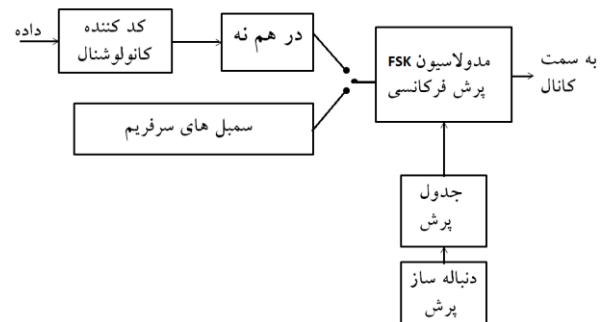 داده
کد کننده
کانولوشنال
در هم نه
سمبل های سرفریم
مدولاسیون FSK
پرش فرکانسی
به سمت
کانال
جدول
پرش
دنباله ساز
پرش